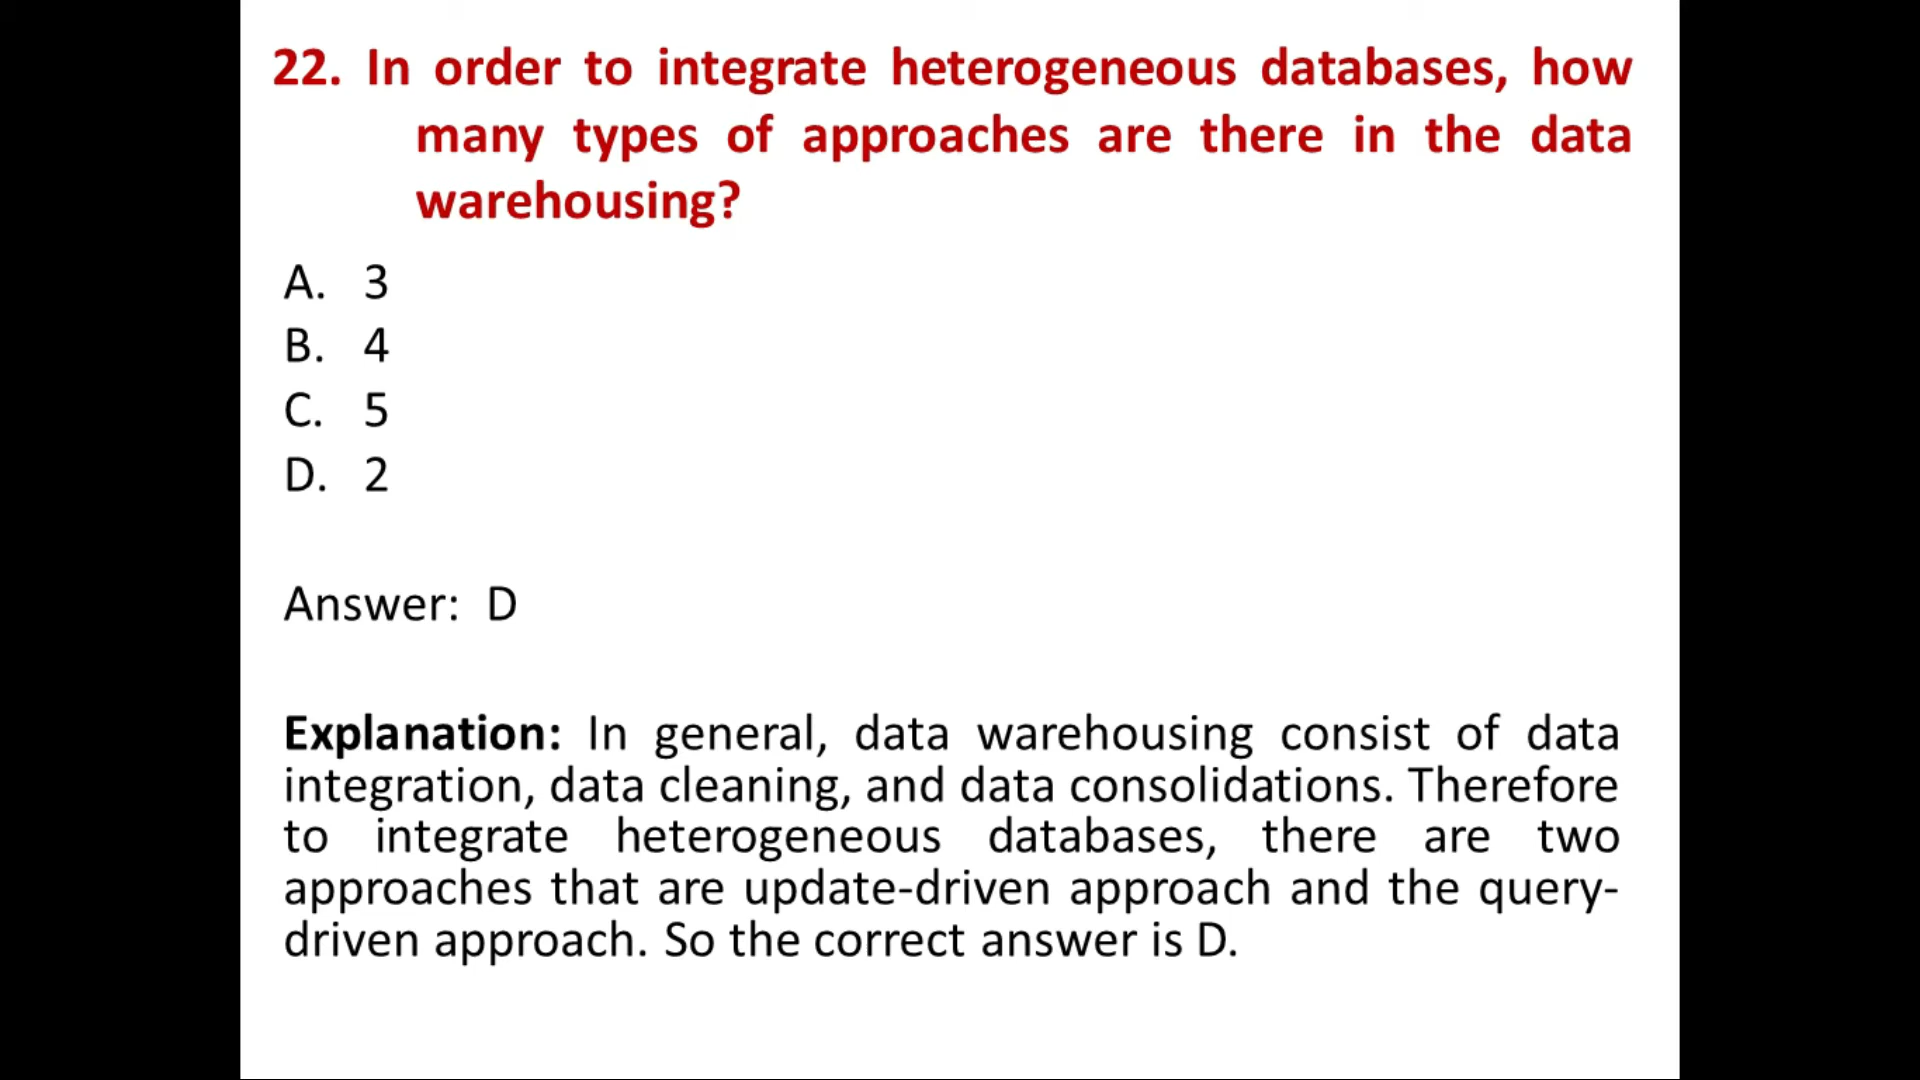 22. In order to integrate heterogeneous databases, how
many types of approaches are there in the data
warehousing?
A. 3
B. 4
C. 5
D. 2
Answer: D
Explanation: In general, data warehousing consist of data
integration, data cleaning, and data consolidations. Therefore
to integrate heterogeneous databases, there are two
approaches that are update-driven approach and the query-
driven approach. So the correct answer is D.